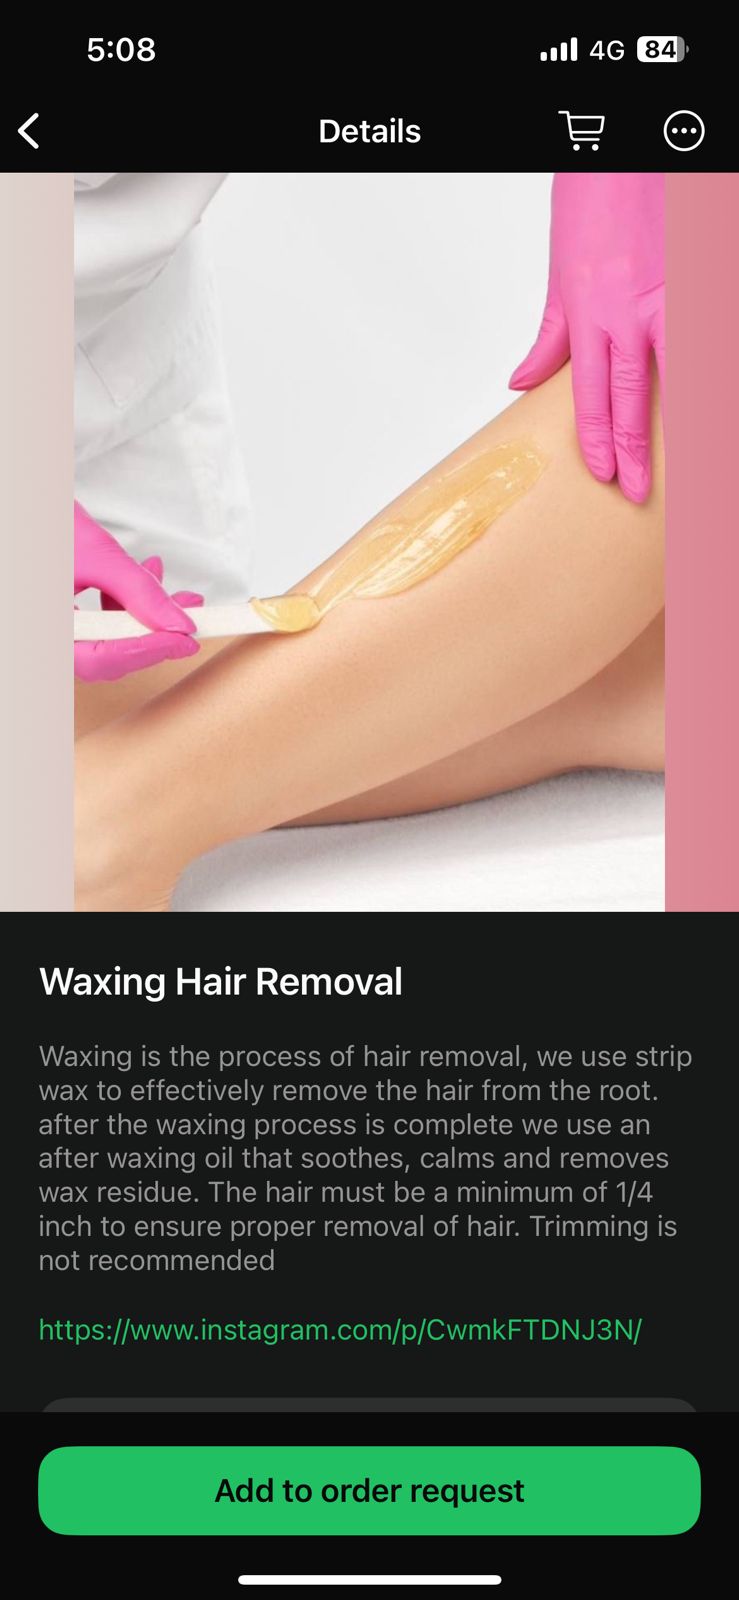 5:08 4G 84
Details
Waxing Hair Removal
Waxing is the process of hair removal, we use strip
wax to effectively remove the hair from the root.
after the waxing process is complete we use an
after waxing oil that soothes, calms and removes
wax residue. The hair must be a minimum of 1/4
inch to ensure proper removal of hair. Trimming is
not recommended
https://www.instagram.com/p/CwmkFTDNJ3N/
Add to order request